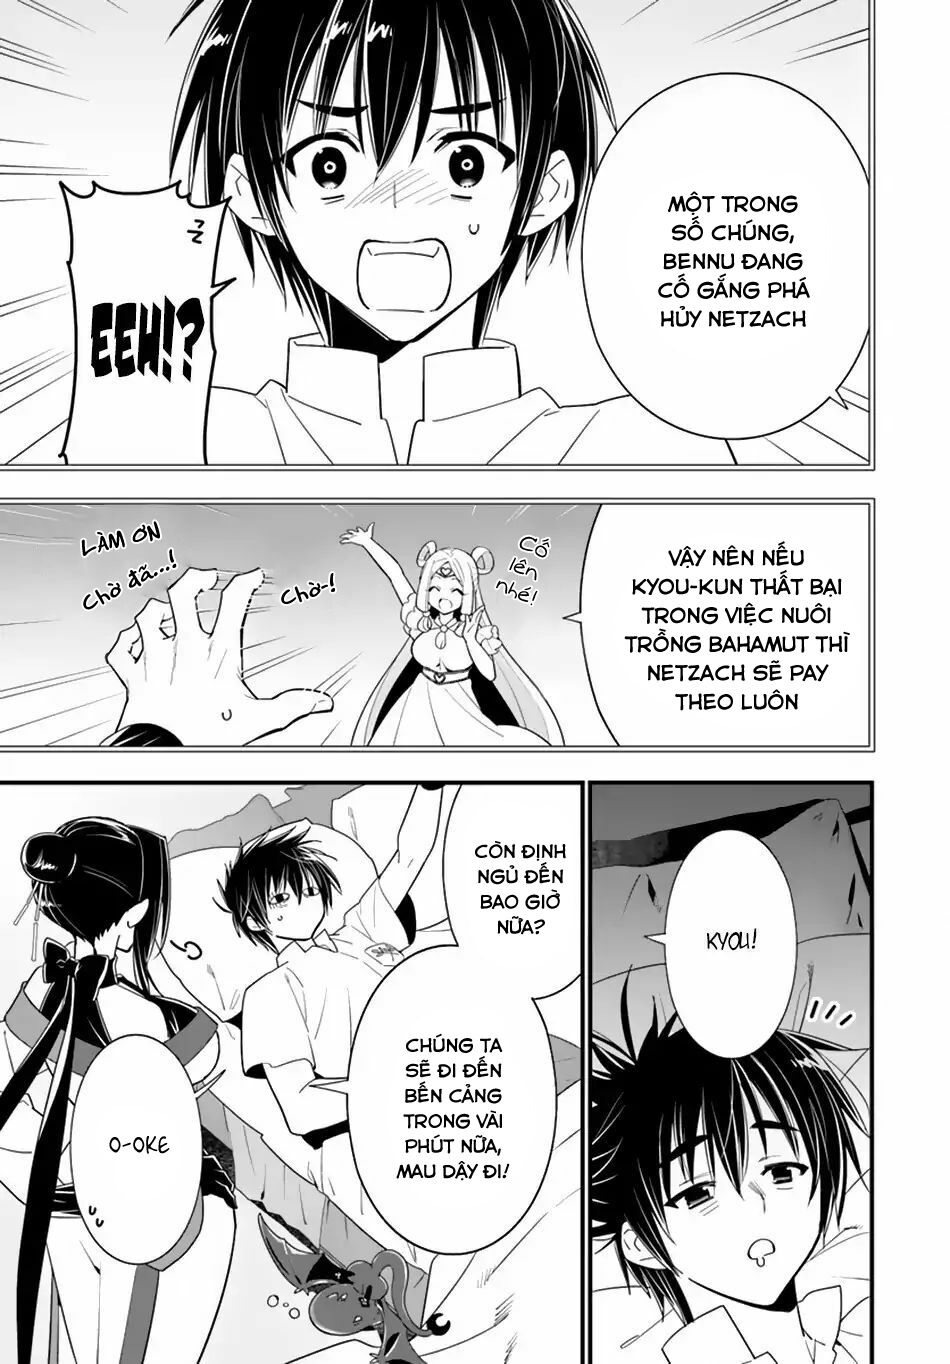 MỘT TRONG
SỐ CHÚNG,
BENNU ĐANG
CỐ GẮNG PHÁ
HỦY NETZACH
EEH!?
VẬY NÊN NẾU
KYOU-KUN THẤT BẠI
TRONG VIỆC NUÔI
TRỒNG BAHAMUT THÌ
NETZACH SẼ PAY
THEO LUÔN
Cố
lên
nhé!
Chờ-!
LÀM ƠN
Chờ đã...!
KYOU!
CÒN ĐỊNH
NGỦ ĐẾN
BAO GIỜ
NỮA?
CHÚNG TA
SẼ ĐI ĐẾN
BẾN CẢNG
TRONG VÀI
PHÚT NỮA,
MAU DẬY ĐI!
O-OKE